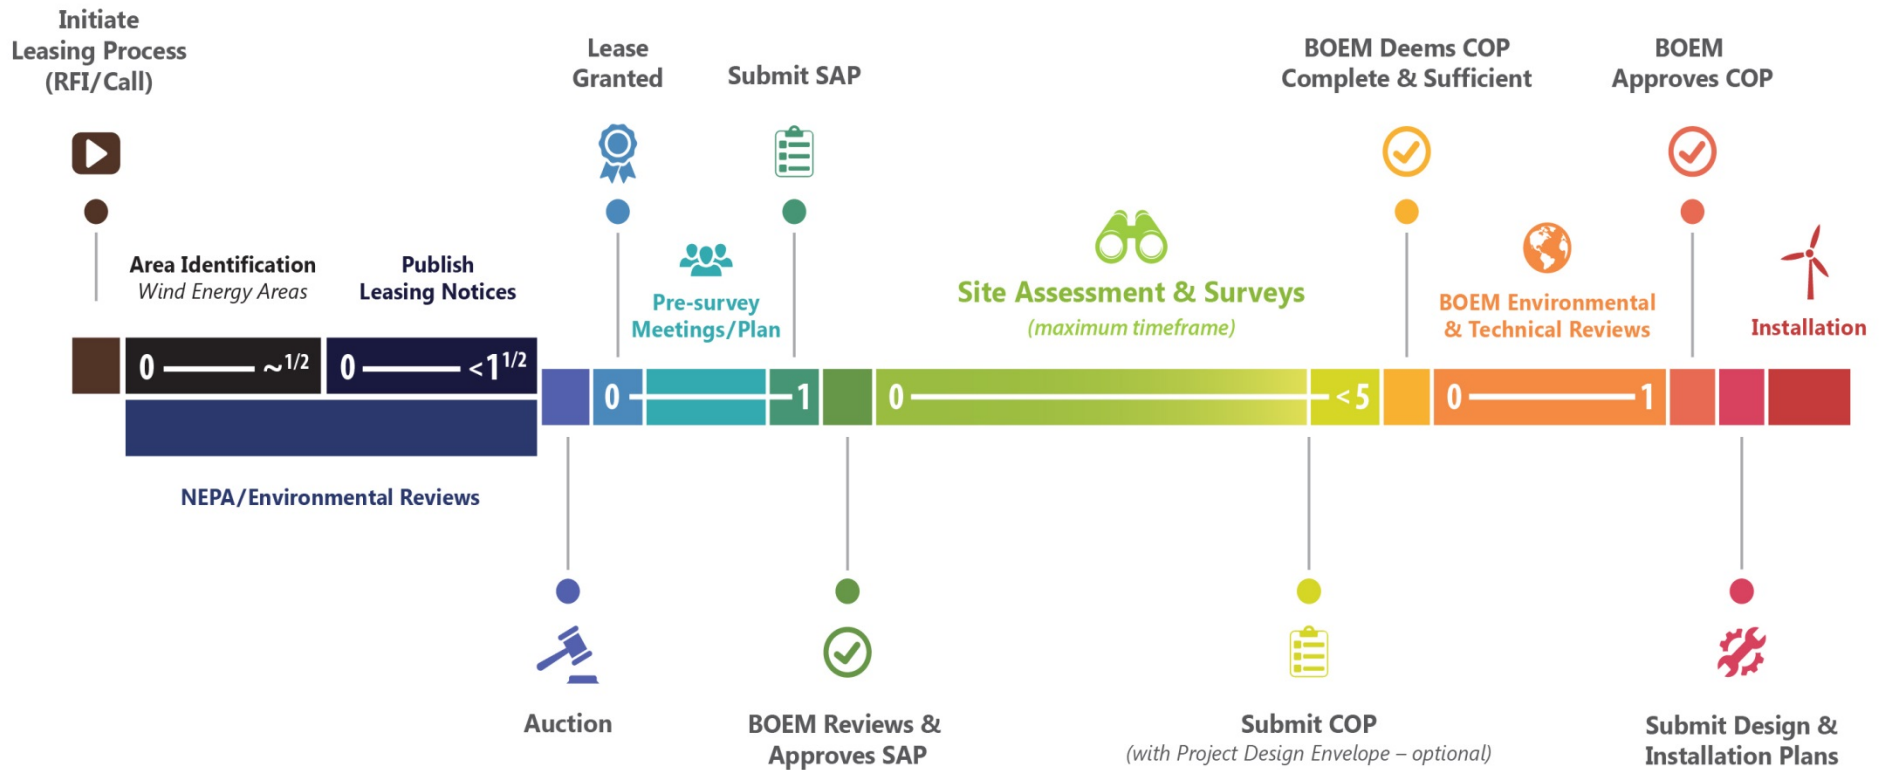 Initiate
Leasing Process
(RFI/Call)
Lease
Granted
Submit SAP
BOEM Deems COP
Complete & Sufficient
BOEM
Approves COP
Area Identification
Wind Energy Areas
Publish
Leasing Notices
Pre-survey
Meetings/Plan
Site Assessment & Surveys
(maximum timeframe)
BOEM Environmental
& Technical Reviews
Installation
0 ~1/2
0 <1 1/2
0 1
0 <5
0 1
NEPA/Environmental Reviews
Auction
BOEM Reviews &
Approves SAP
Submit COP
(with Project Design Envelope – optional)
Submit Design &
Installation Plans